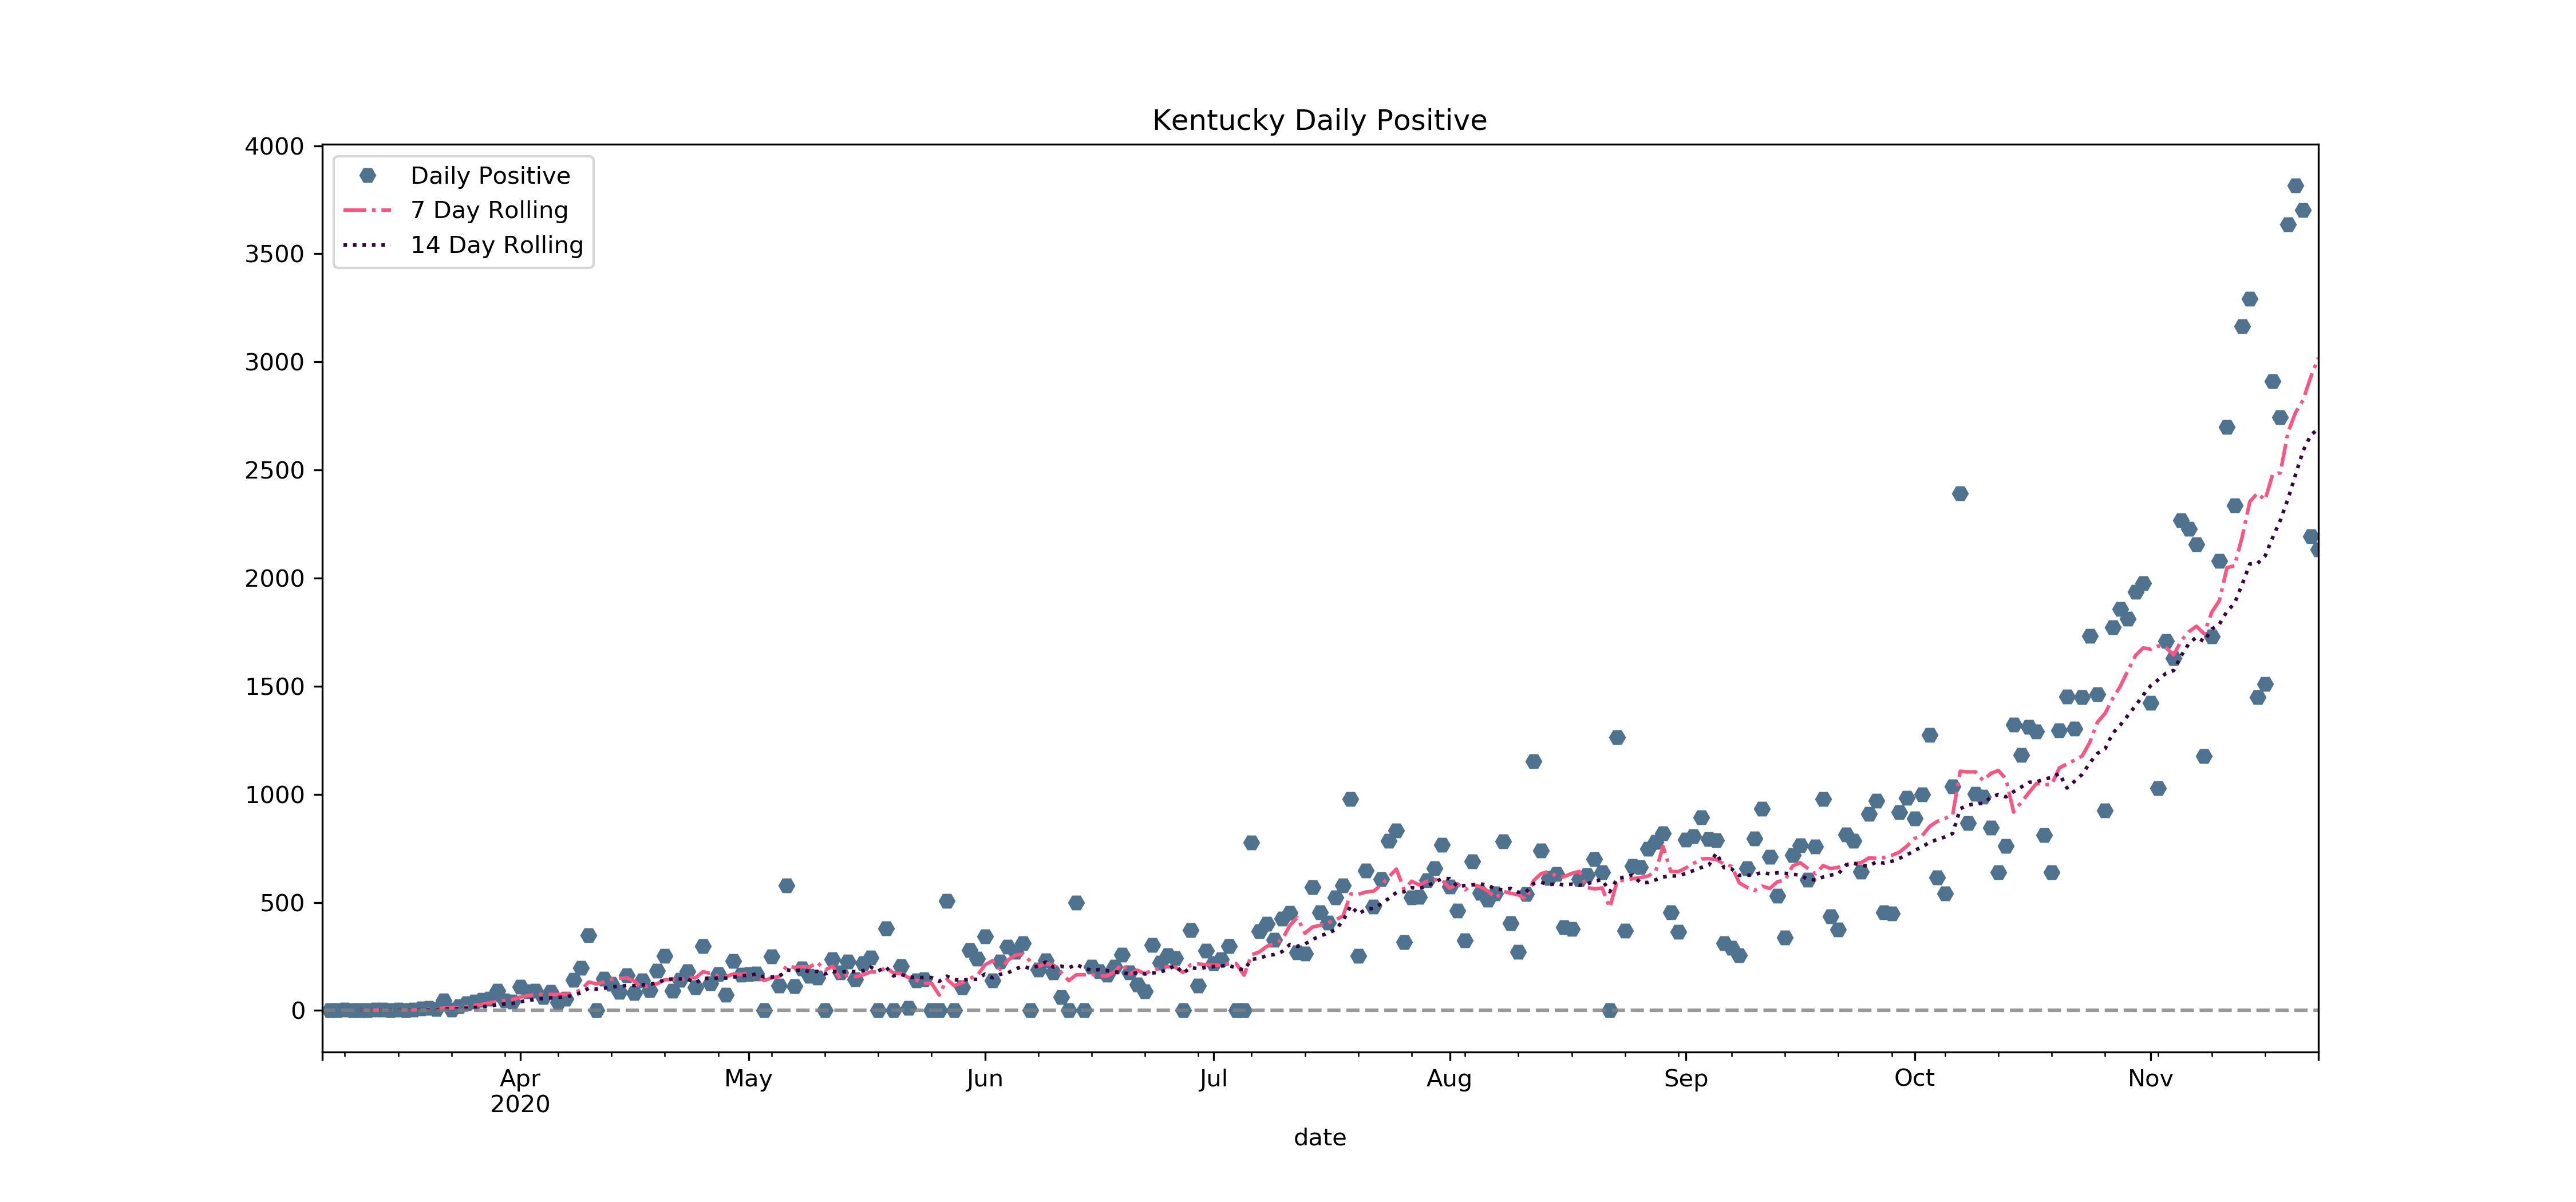 Kentucky Daily Positive
4000
3500
3000
2500
2000
1500
1000
500
0
Daily Positive
7 Day Rolling
14 Day Rolling
Apr
2020
May
Jun
Jul
Aug
Sep
Oct
Nov
date